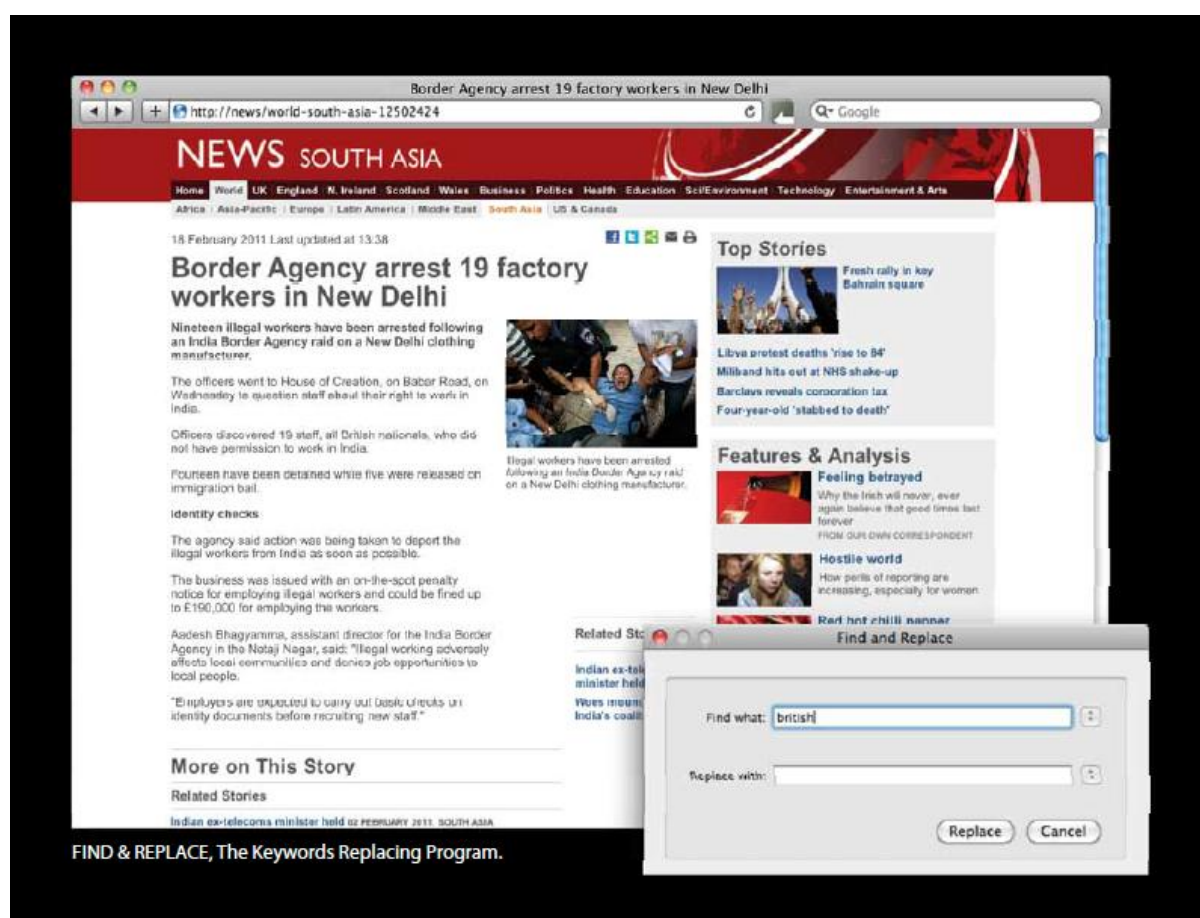 Border Agency arrest 19 factory workers in New Delhi
http://news/world-south-asia-12502424
Google
NEWS SOUTH ASIA
Home World UK England N. Ireland Scotland Wales Business Politics Health Education Sci/Environment Technology Entertainment & Arts
Africa Asia-Pacific Europe Latin America Middle East South Asia US & Canada
18 February 2011 Last updated at 13:38
Border Agency arrest 19 factory
workers in New Delhi
Nineteen illegal workers have been arrested following
an India Border Agency raid on a New Delhi clothing
manufacturer.
The officers went to House of Creation, on Babar Road, on
Wednesday to question staff about their right to work in
India.
Officers discovered 19 staff, all British nationals, who did
not have permission to work in India.
Fourteen have been detained while five were released on
immigration bail.
Identity checks
The agency said action was being taken to deport the
illegal workers from India as soon as possible.
The business was issued with an on-the-spot penalty
notice for employing illegal workers and could be fined up
to £190,000 for employing the workers.
Aadesh Bhagyamma, assistant director for the India Border
Agency in the Nagar, said: "Illegal working adversely
affects local communities and denies job opportunities to
local people.
"Employers are expected to carry out basic checks on
identity documents before recruiting new staff."
Illegal workers have been arrested
following an India Border Agency raid
on a New Delhi clothing manufacturer.
More on This Story
Related Stories
Indian ex-telecoms minister held 02 FEBRUARY 2011, SOUTH ASIA
Related Sto
Indian ex-tele
minister held
Woes moun
India's coali
Top Stories
Fresh rally in key
Bahrain square
Libya protest deaths 'rise to 84'
Miliband hits out at NHS shake-up
Barclays reveals corporation tax
Four-year-old 'stabbed to death'
Features & Analysis
Feeling betrayed
Why the Irish will never, ever
again believe that good times last
forever
FROM OUR OWN CORRESPONDENT
Hostile world
How perils of reporting are
increasing, especially for women
Red hot chilli pepper
Find and Replace
Find what: british
Replace with:
Replace Cancel
FIND & REPLACE, The Keywords Replacing Program.